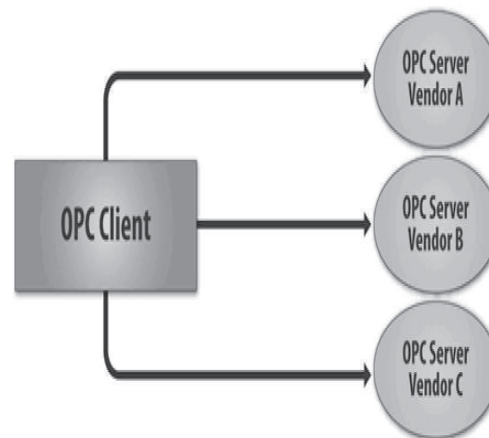 OPC Server
Vendor A
OPC Client
OPC Server
Vendor B
OPC Server
Vendor C